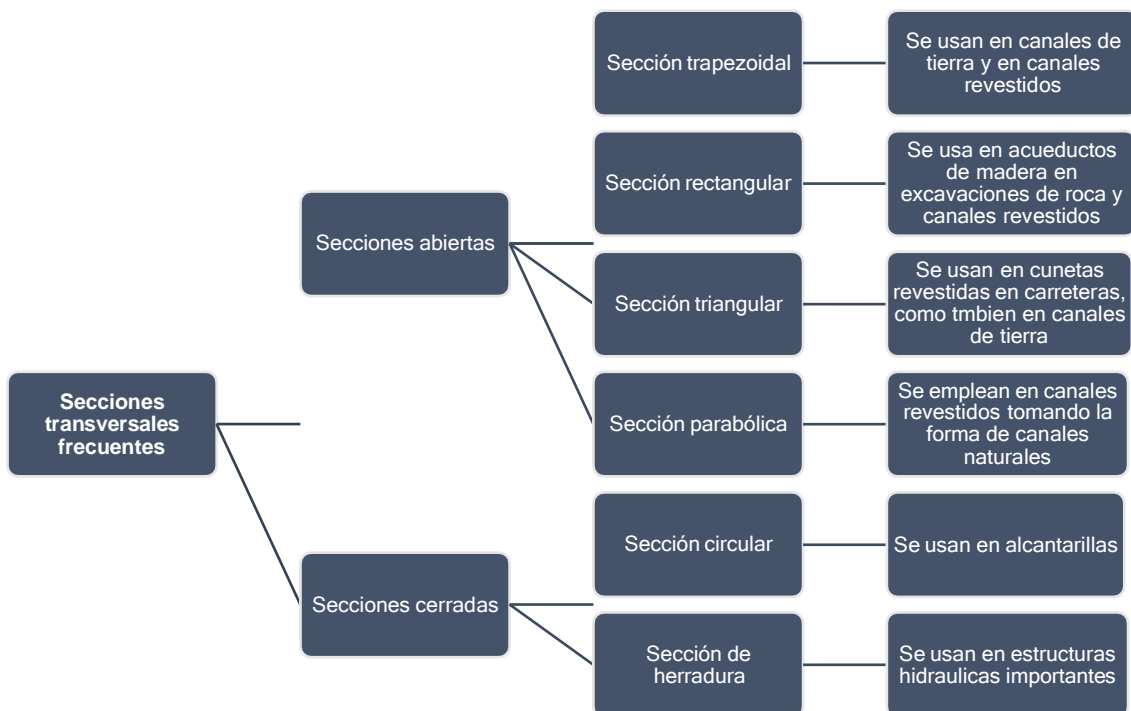 Secciones
transversales
frecuentes
Secciones abiertas
Sección trapezoidal
Se usan en canales de
tierra y en canales
revestidos
Sección rectangular
Se usa en acueductos
de madera en
excavaciones de roca y
canales revestidos
Sección triangular
Se usan en cunetas
revestidas en carreteras,
como tmbien en canales
de tierra
Sección parabólica
Se emplean en canales
revestidos tomando la
forma de canales
naturales
Secciones cerradas
Sección circular
Se usan en alcantarillas
Sección de
herradura
Se usan en estructuras
hidraulicas importantes